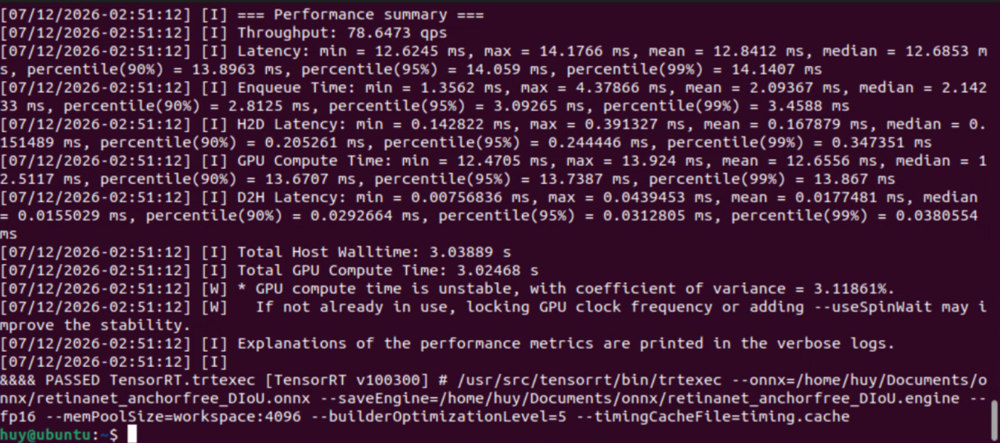 [07/12/2026-02:51:12] [I] === Performance summary ===
[07/12/2026-02:51:12] [I] Throughput: 78.6473 qps
[07/12/2026-02:51:12] [I] Latency: min = 12.6245 ms, max = 14.1766 ms, mean = 12.8412 ms, median = 12.6853 m
s, percentile(90%) = 13.8963 ms, percentile(95%) = 14.059 ms, percentile(99%) = 14.1407 ms
[07/12/2026-02:51:12] [I] Enqueue Time: min = 1.3562 ms, max = 4.37866 ms, mean = 2.09367 ms, median = 2.142
33 ms, percentile(90%) = 2.8125 ms, percentile(95%) = 3.09265 ms, percentile(99%) = 3.4588 ms
[07/12/2026-02:51:12] [I] H2D Latency: min = 0.142822 ms, max = 0.391327 ms, mean = 0.167879 ms, median = 0.
151489 ms, percentile(90%) = 0.205261 ms, percentile(95%) = 0.244446 ms, percentile(99%) = 0.347351 ms
[07/12/2026-02:51:12] [I] GPU Compute Time: min = 12.4705 ms, max = 13.924 ms, mean = 12.6556 ms, median = 1
2.5117 ms, percentile(90%) = 13.6707 ms, percentile(95%) = 13.7387 ms, percentile(99%) = 13.867 ms
[07/12/2026-02:51:12] [I] D2H Latency: min = 0.00756836 ms, max = 0.0439453 ms, mean = 0.0177481 ms, median
= 0.0155029 ms, percentile(90%) = 0.0292664 ms, percentile(95%) = 0.0312805 ms, percentile(99%) = 0.0380554
ms
[07/12/2026-02:51:12] [I] Total Host Walltime: 3.03889 s
[07/12/2026-02:51:12] [I] Total GPU Compute Time: 3.02468 s
[07/12/2026-02:51:12] [W] * GPU compute time is unstable, with coefficient of variance = 3.11861%.
[07/12/2026-02:51:12] [W]   If not already in use, locking GPU clock frequency or adding --useSpinWait may i
mprove the stability.
[07/12/2026-02:51:12] [I] Explanations of the performance metrics are printed in the verbose logs.
[07/12/2026-02:51:12] [I]
&&&& PASSED TensorRT.trtexec [TensorRT v100300] # /usr/src/tensorrt/bin/trtexec --onnx=/home/huy/Documents/o
nnx/retinanet_anchorfree_DIoU.onnx --saveEngine=/home/huy/Documents/onnx/retinanet_anchorfree_DIoU.engine --
fp16 --memPoolSize=workspace:4096 --builderOptimizationLevel=5 --timingCacheFile=timing.cache
huy@ubuntu:~$